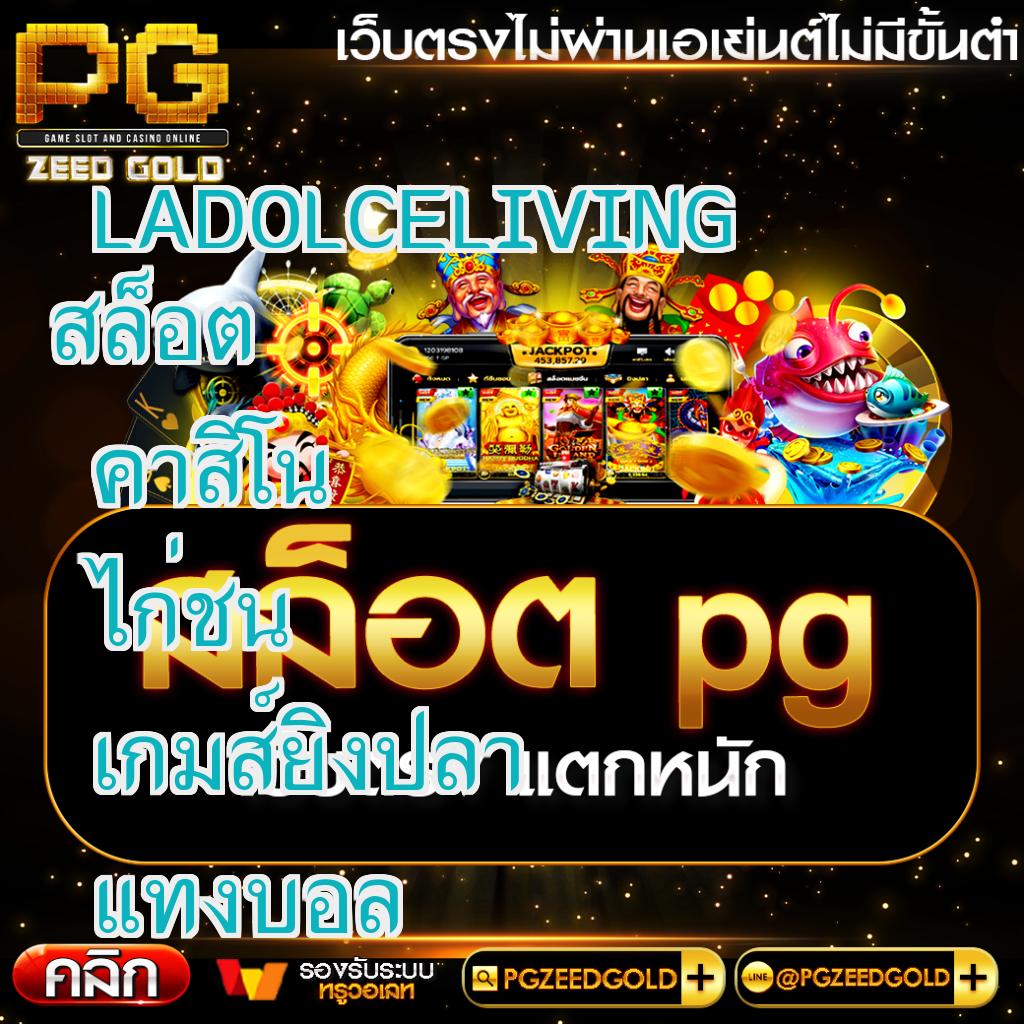 เว็บตรงไม่ผ่านเอเย่นต์ไม่มีขั้นต่ำ
PG
GAME SLOT AND CASINO ONLINE
ZEED GOLD
LADOLCELIVING
สล็อต
JACKPOT
453,857.79
คาสิโน
สล็อต pg
ไก่ชน
เกมส์ยิงปลา
แตกหนัก
แทงบอล
คลิก
รองรับระบบ
ทรูวอเลท
PGZEEDGOLD
LINE @PGZEEDGOLD